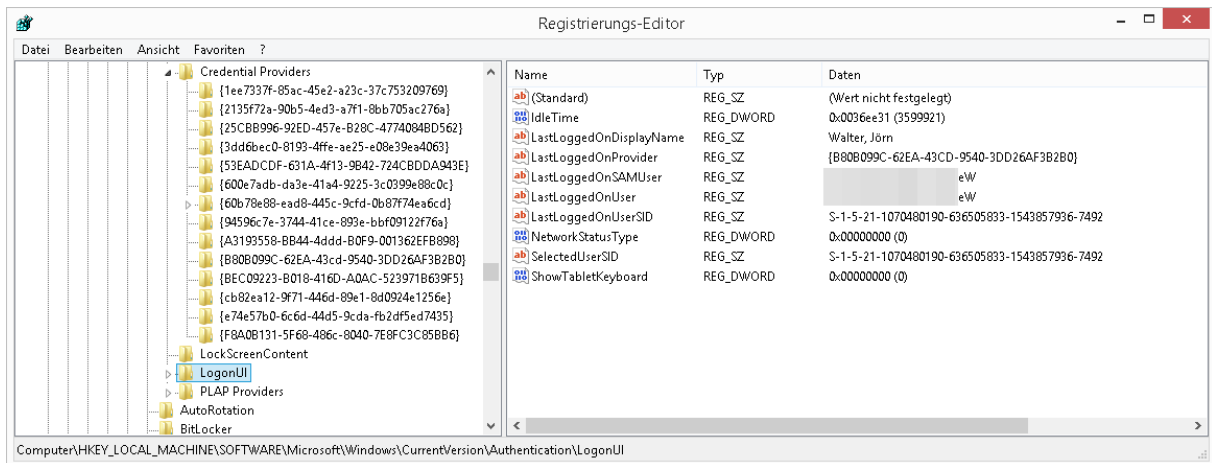 Registrierungs-Editor
Datei Bearbeiten Ansicht Favoriten ?
Credential Providers
{1ee7337f-85ac-45e2-a23c-37c753209769}
{2135f72a-90b5-4ed3-a7f1-8bb705ac276a}
{25CBB996-92ED-457e-B28C-4774084BD562}
{3dd6bec0-8193-4ffe-ae25-e08e39ea4063}
{53EADCDF-631A-4f13-9B42-724CBDDA943E}
{600e7adb-da3e-41a4-9225-3c0399e88c0c}
{60b78e88-ead8-445c-9cfd-0b87f74ea6cd}
{94596c7e-3744-41ce-893e-bbf09122f76a}
{A3193558-BB44-4ddd-B0F9-001362EFB898}
{B80B099C-62EA-43cd-9540-3DD26AF3B2B0}
{BEC09223-B018-416D-A0AC-523971B639F5}
{cb82ea12-9f71-446d-89e1-8d0924e1256e}
{e74e57b0-6c6d-44d5-9cda-fb2df5ed7435}
{F8A0B131-5F68-486c-8040-7E8FC3C85BB6}
LockScreenContent
LogonUI
PLAP Providers
AutoRotation
BitLocker
Name Typ Daten
(Standard) REG_SZ (Wert nicht festgelegt)
IdleTime REG_DWORD 0x0036ee31 (3599921)
LastLoggedOnDisplayName REG_SZ Walter, Jörn
LastLoggedOnProvider REG_SZ {B80B099C-62EA-43CD-9540-3DD26AF3B2B0}
LastLoggedOnSAMUser REG_SZ eW
LastLoggedOnUser REG_SZ eW
LastLoggedOnUserSID REG_SZ S-1-5-21-1070480190-636505833-1543857936-7492
NetworkStatusType REG_DWORD 0x00000000 (0)
SelectedUserSID REG_SZ S-1-5-21-1070480190-636505833-1543857936-7492
ShowTabletKeyboard REG_DWORD 0x00000000 (0)
Computer\HKEY_LOCAL_MACHINE\SOFTWARE\Microsoft\Windows\CurrentVersion\Authentication\LogonUI